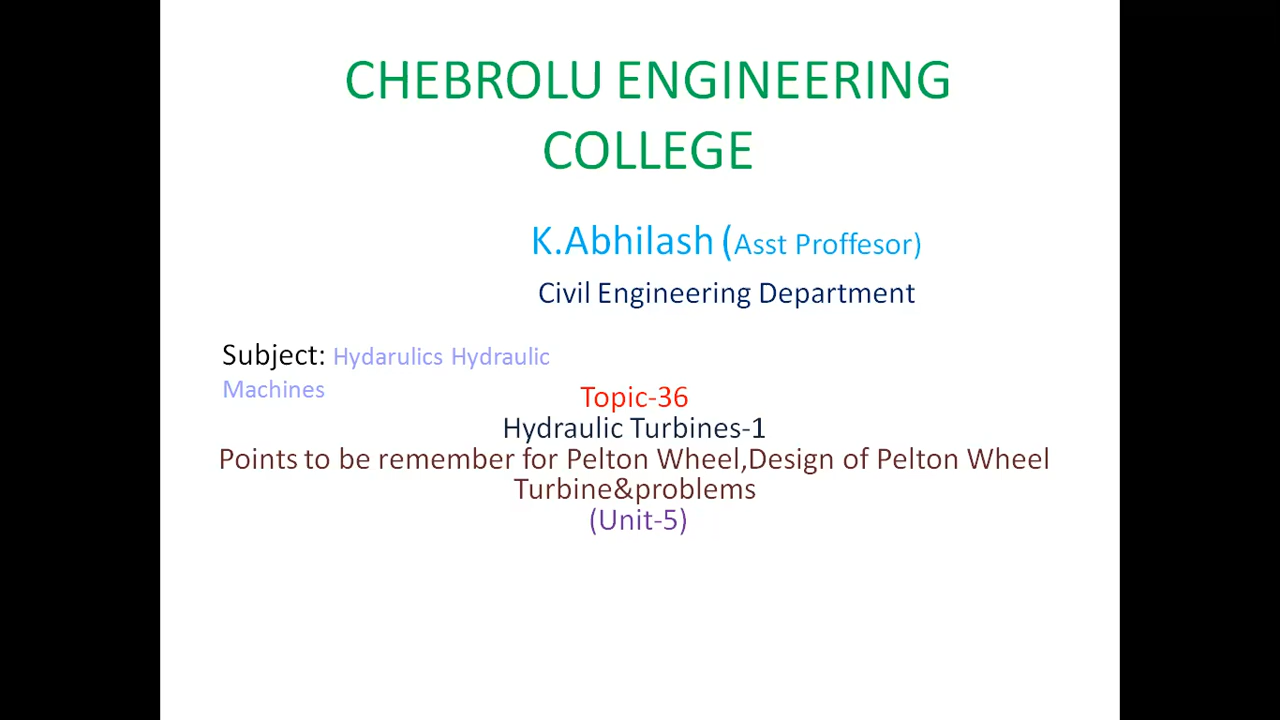 CHEBROLU ENGINEERING
COLLEGE
K.Abhilash (Asst Proffesor)
Civil Engineering Department
Subject: Hydarulics Hydraulic
Machines
Topic-36
Hydraulic Turbines-1
Points to be remember for Pelton Wheel,Design of Pelton Wheel
Turbine&problems
(Unit-5)